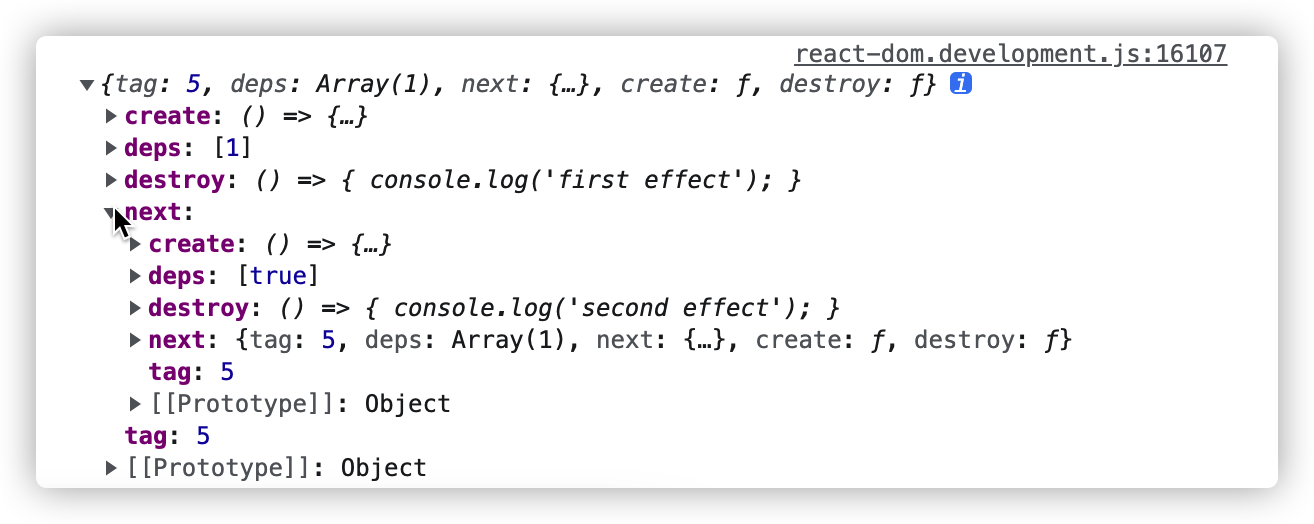 react-dom.development.js:16107
{tag: 5, deps: Array(1), next: {…}, create: ƒ, destroy: ƒ} i
create: () => {…}
deps: [1]
destroy: () => { console.log('first effect'); }
next:
create: () => {…}
deps: [true]
destroy: () => { console.log('second effect'); }
next: {tag: 5, deps: Array(1), next: {…}, create: ƒ, destroy: ƒ}
tag: 5
[[Prototype]]: Object
tag: 5
[[Prototype]]: Object